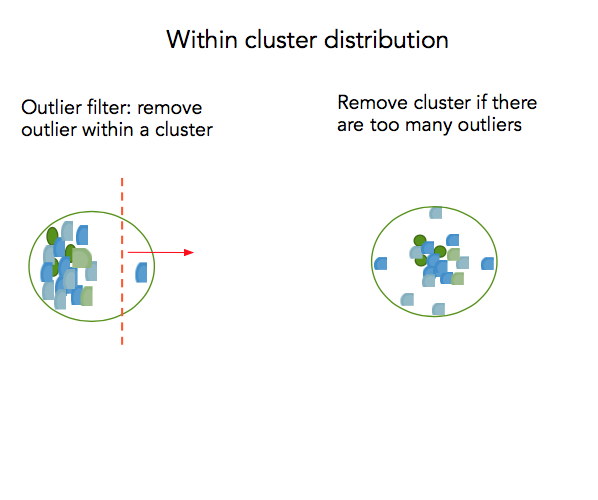 Within cluster distribution
Outlier filter: remove
outlier within a cluster
Remove cluster if there
are too many outliers